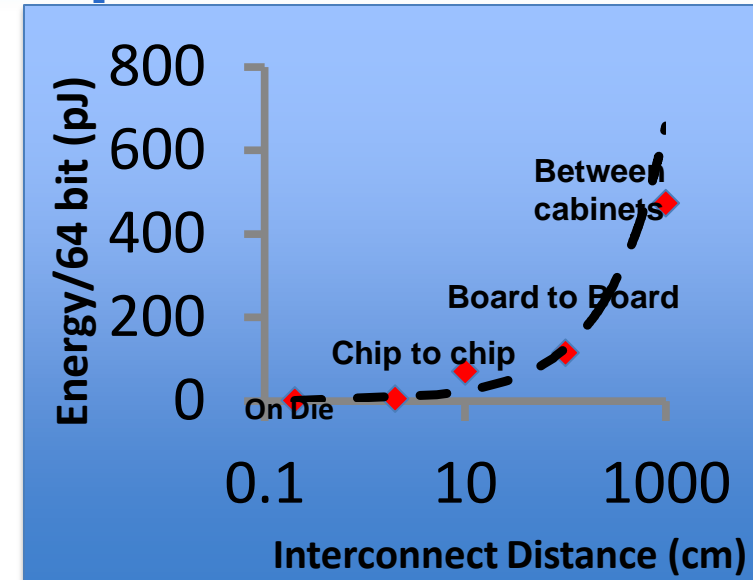 Energy/64 bit (pJ)
800
600
400
200
0
Between
cabinets
Board to Board
Chip to chip
On Die
0.1
10
1000
Interconnect Distance (cm)